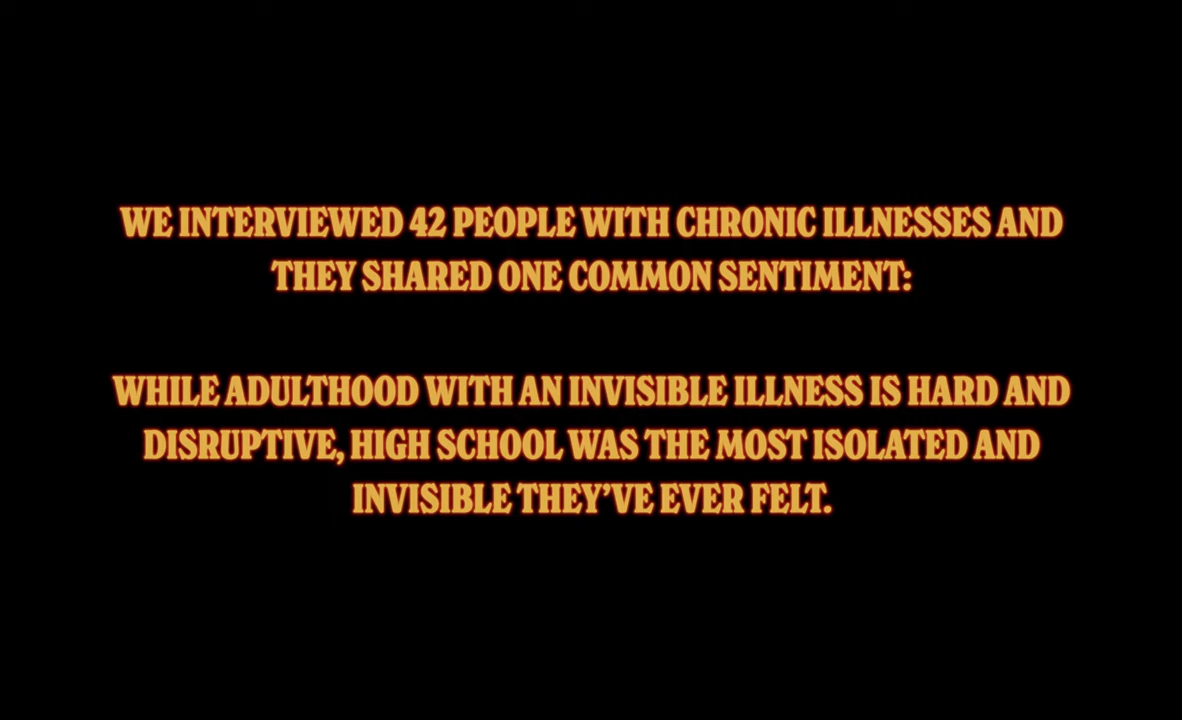 WE INTERVIEWED 42 PEOPLE WITH CHRONIC ILLNESSES AND
THEY SHARED ONE COMMON SENTIMENT:
WHILE ADULTHOOD WITH AN INVISIBLE ILLNESS IS HARD AND
DISRUPTIVE, HIGH SCHOOL WAS THE MOST ISOLATED AND
INVISIBLE THEY’VE EVER FELT.